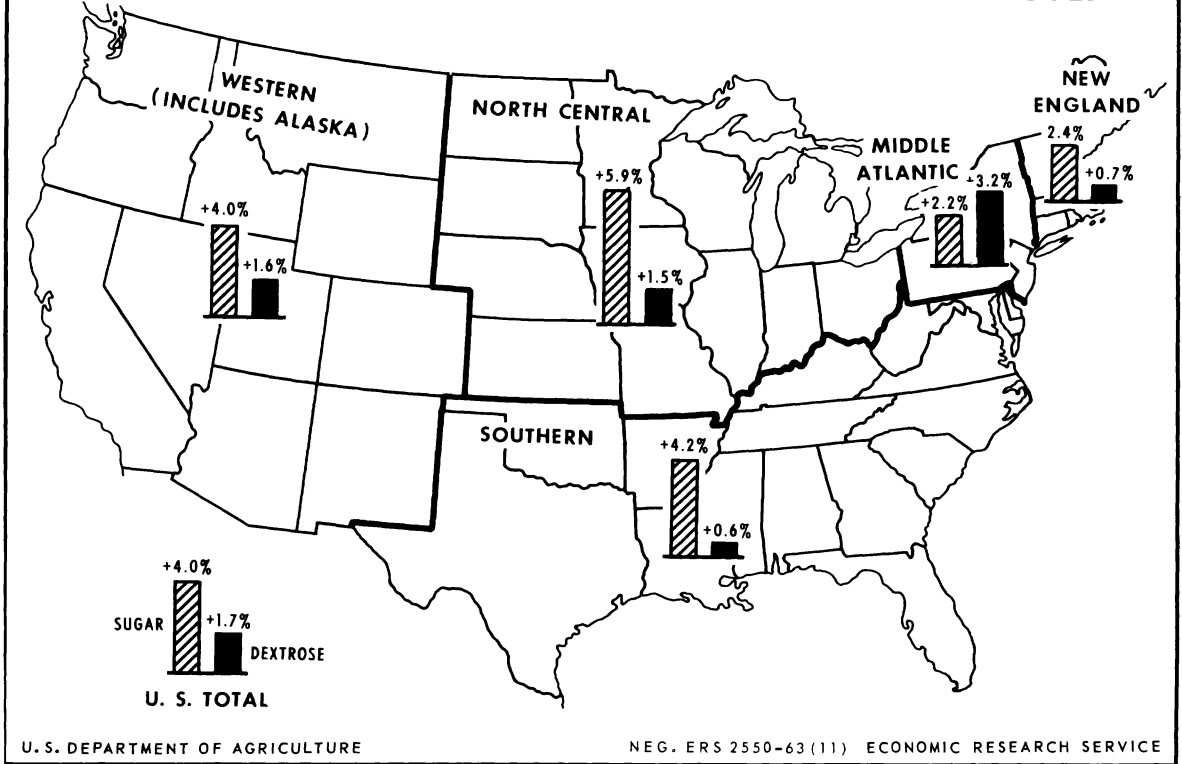 WESTERN
(INCLUDES ALASKA)
NORTH CENTRAL
NEW
ENGLAND
MIDDLE
ATLANTIC
2.4%
+0.7%
+3.2%
+2.2%
+5.9%
+1.5%
+4.0%
+1.6%
SOUTHERN
+4.2%
+0.6%
+4.0%
SUGAR
+1.7%
DEXTROSE
U. S. TOTAL
U.S. DEPARTMENT OF AGRICULTURE
NEG. ERS 2550-63(11) ECONOMIC RESEARCH SERVICE